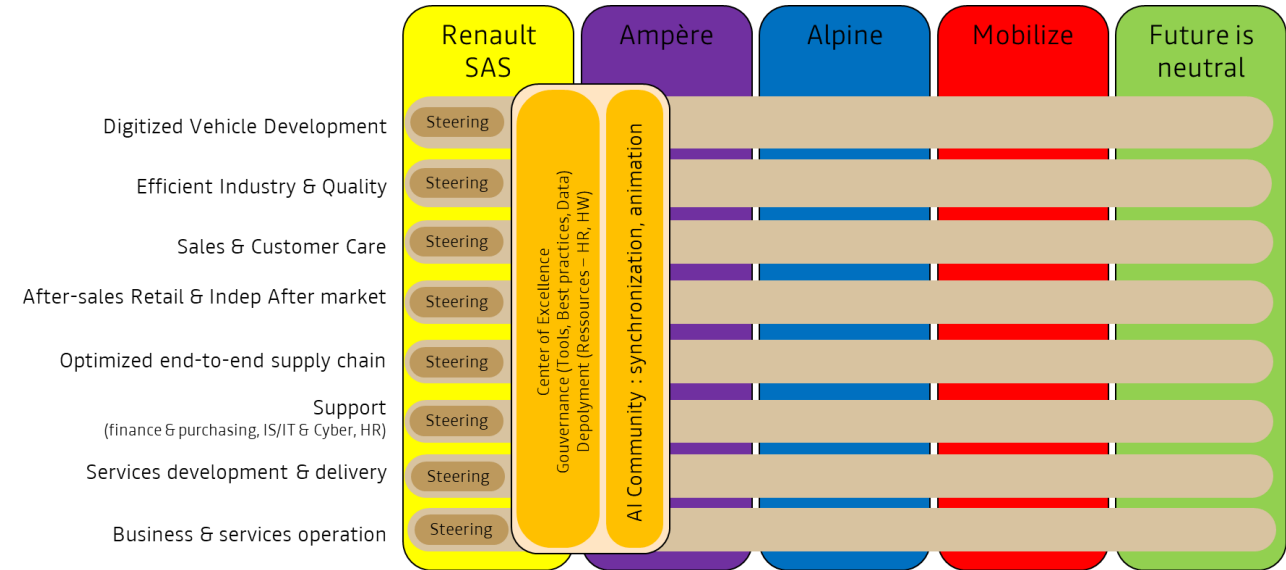 Renault
SAS
Ampère
Alpine
Mobilize
Future is
neutral
Digitized Vehicle Development
Steering
Efficient Industry & Quality
Steering
Sales & Customer Care
Steering
After-sales Retail & Indep After market
Steering
Optimized end-to-end supply chain
Steering
Support
(finance & purchasing, IS/IT & Cyber, HR)
Steering
Services development & delivery
Steering
Business & services operation
Steering
Center of Excellence
Gouvernance (Tools, Best practices, Data)
Depolyment (Ressources – HR, HW)
AI Community : synchronization, animation